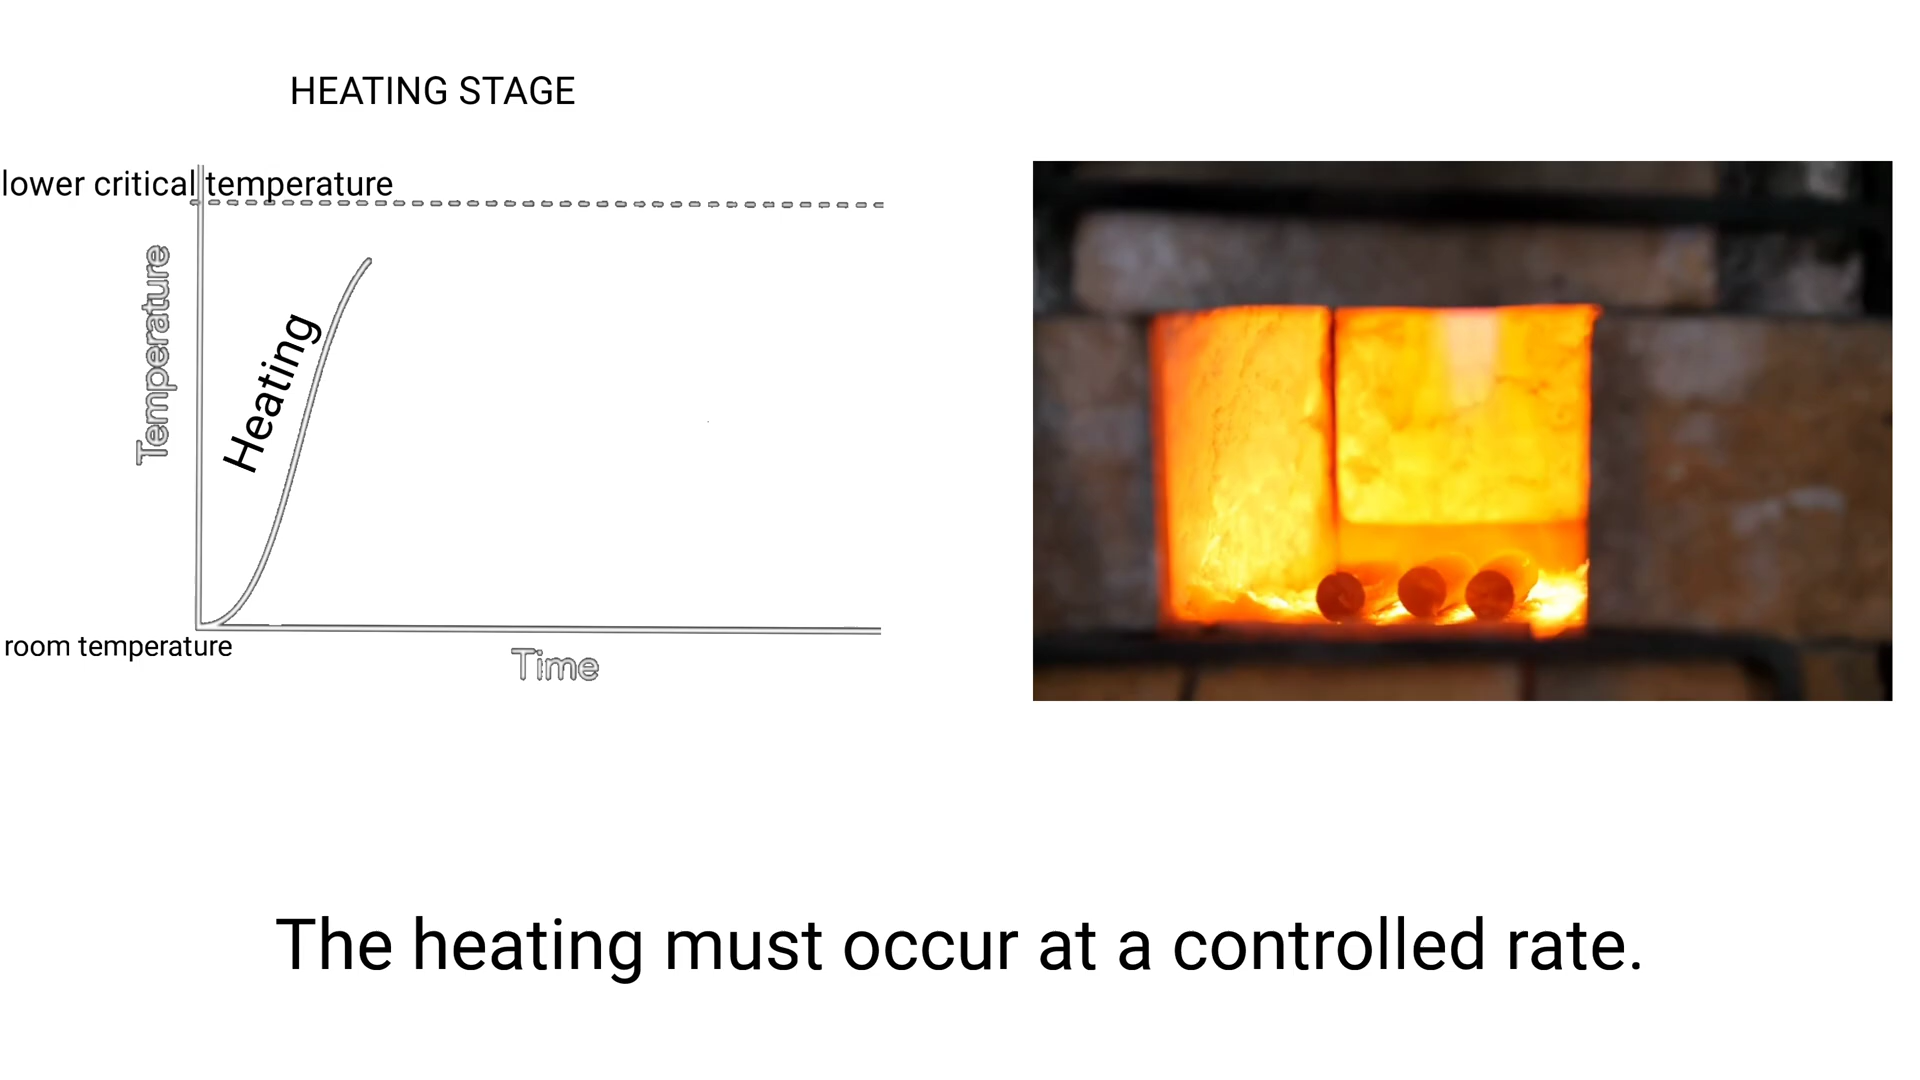 HEATING STAGE
lower critical temperature
Temperature
Heating
room temperature
Time
The heating must occur at a controlled rate.